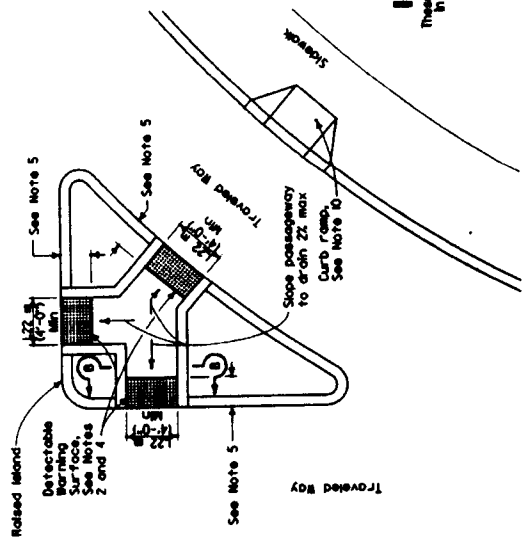 Raised Island
Detectable
Warning
Surface,
See Notes
2 and 4
See Note 5
1.22 m
(4'-0")
Min
1.22 m
(4'-0")
Min
1.22 m
(4'-0")
Min
B
B
See Note 5
See Note 5
Traveled Way
Traveled Way
Slope passageway
to drain 2% max
Curb ramp,
See Note 10
Sidewalk
These
in